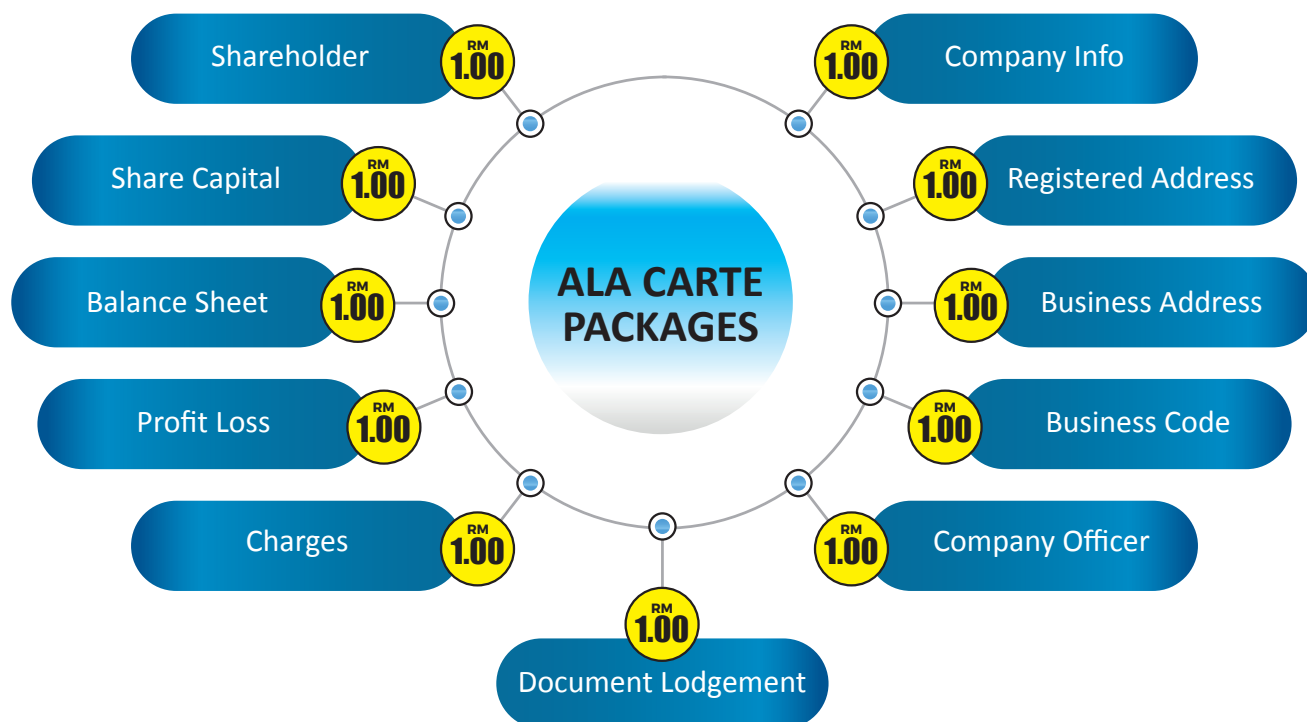 Shareholder
RM
1.00
RM
1.00
Company Info
Share Capital
RM
1.00
RM
1.00
Registered Address
Balance Sheet
RM
1.00
ALA CARTE
PACKAGES
RM
1.00
Business Address
Profit Loss
RM
1.00
RM
1.00
Business Code
Charges
RM
1.00
RM
1.00
Company Officer
RM
1.00
Document Lodgement